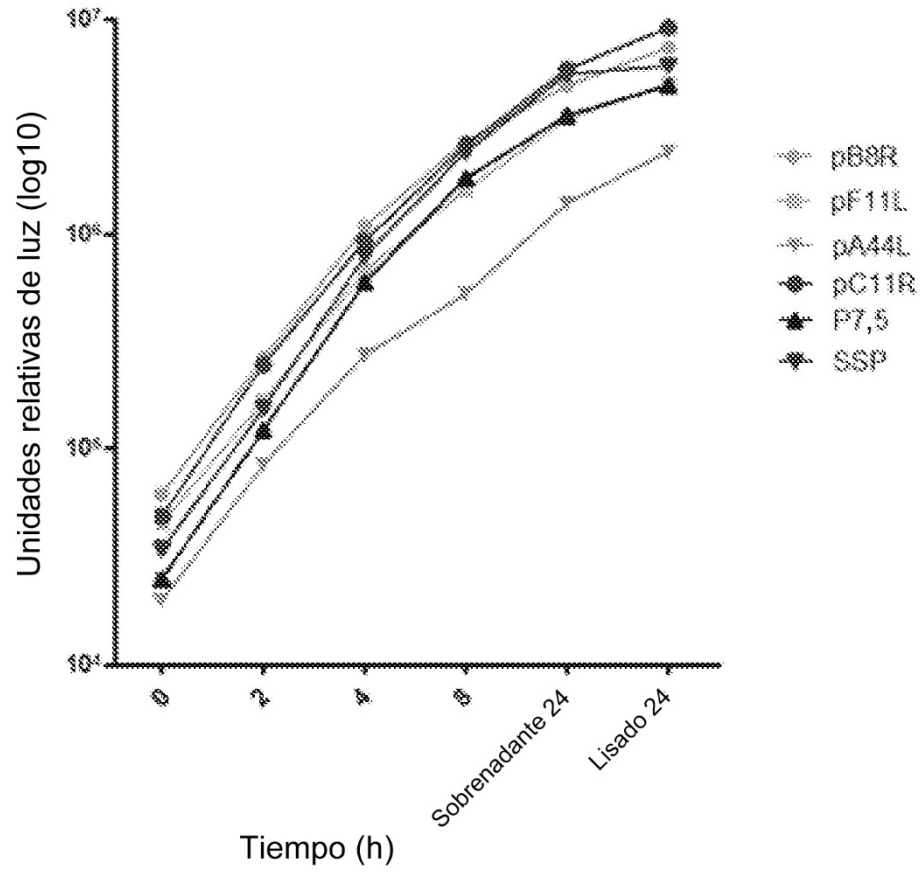 10⁷
10⁶
10⁵
10⁴
Unidades relativas de luz (log10)
0
2
4
8
Sobrenadante 24
Lisado 24
Tiempo (h)
pB8R
pF11L
pA44L
pC11R
P7,5
SSP